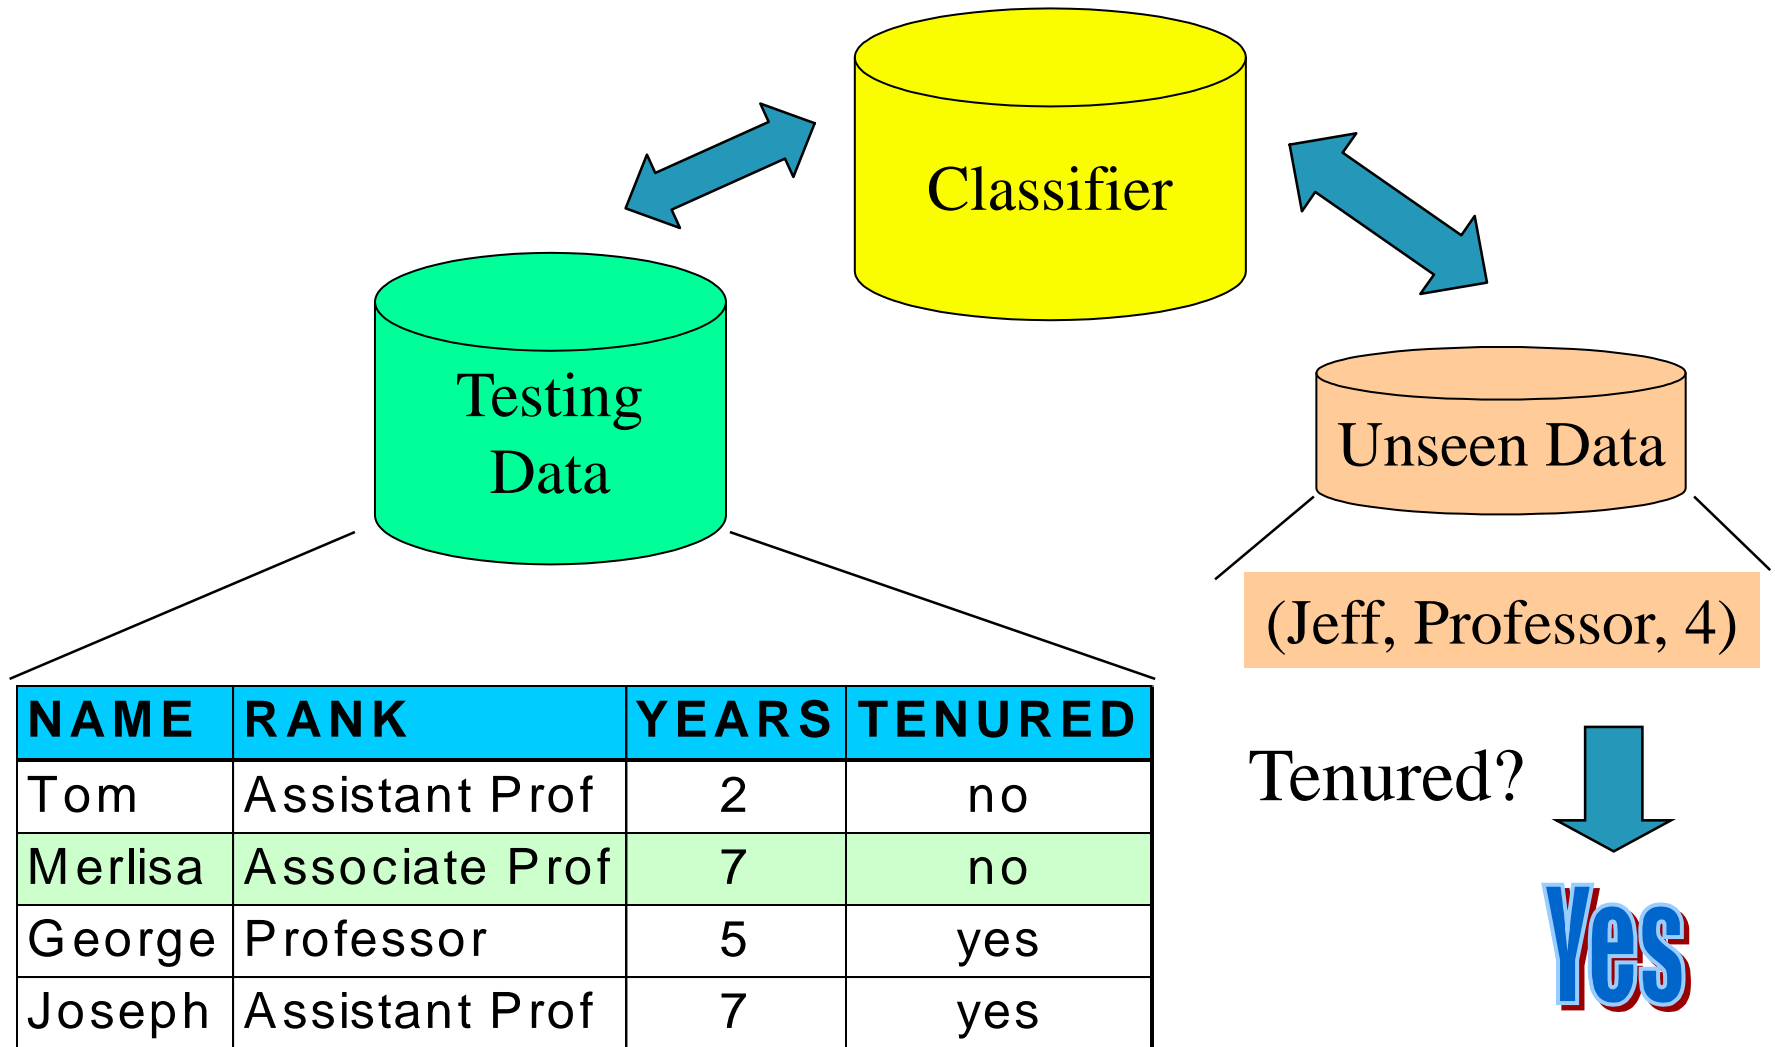 Classifier
Testing
Data
Unseen Data
(Jeff, Professor, 4)
NAME RANK YEARS TENURED
Tom Assistant Prof 2 no
Merlisa Associate Prof 7 no
George Professor 5 yes
Joseph Assistant Prof 7 yes
Tenured?
Yes